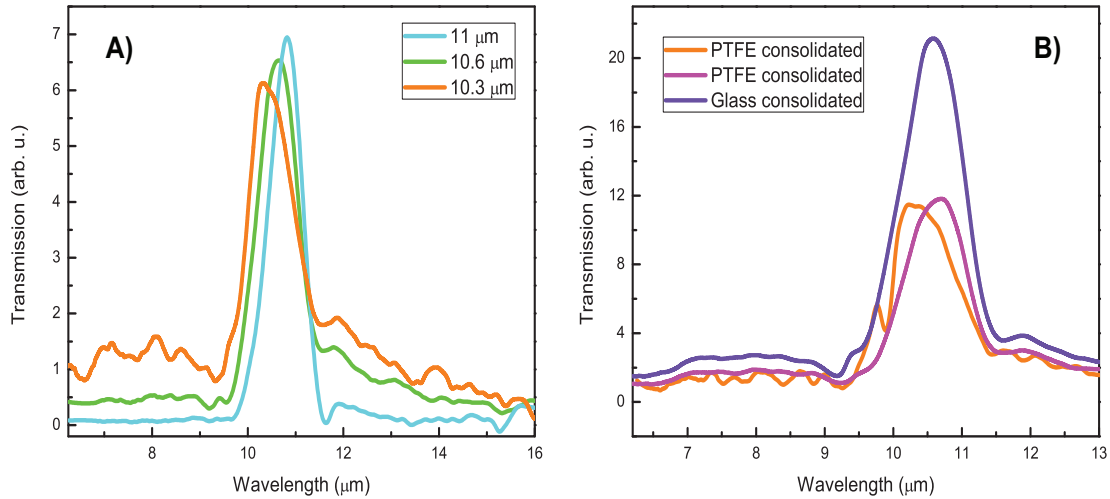 A)
11 μm
10.6 μm
10.3 μm
7
6
5
4
3
2
1
0
Transmission (arb. u.)
8 10 12 14 16
Wavelength (μm)
B)
PTFE consolidated
PTFE consolidated
Glass consolidated
20
16
12
8
4
0
Transmission (arb. u.)
7 8 9 10 11 12 13
Wavelength (μm)